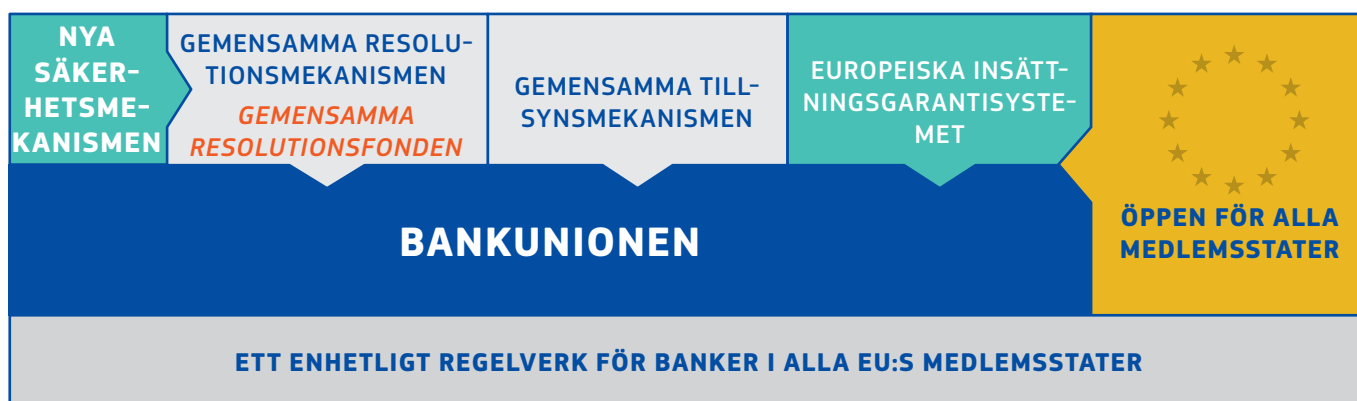 NYA
SÄKER-
HETSME-
KANISMEN
GEMENSAMMA RESOLU-
TIONSMEKANISMEN
GEMENSAMMA
RESOLUTIONSFONDEN
GEMENSAMMA TILL-
SYNSMEKANISMEN
EUROPEISKA INSÄTT-
NINGSGARANTISYSTE-
MET
ÖPPEN FÖR ALLA
MEDLEMSSTATER
BANKUNIONEN
ETT ENHETLIGT REGELVERK FÖR BANKER I ALLA EU:S MEDLEMSSTATER